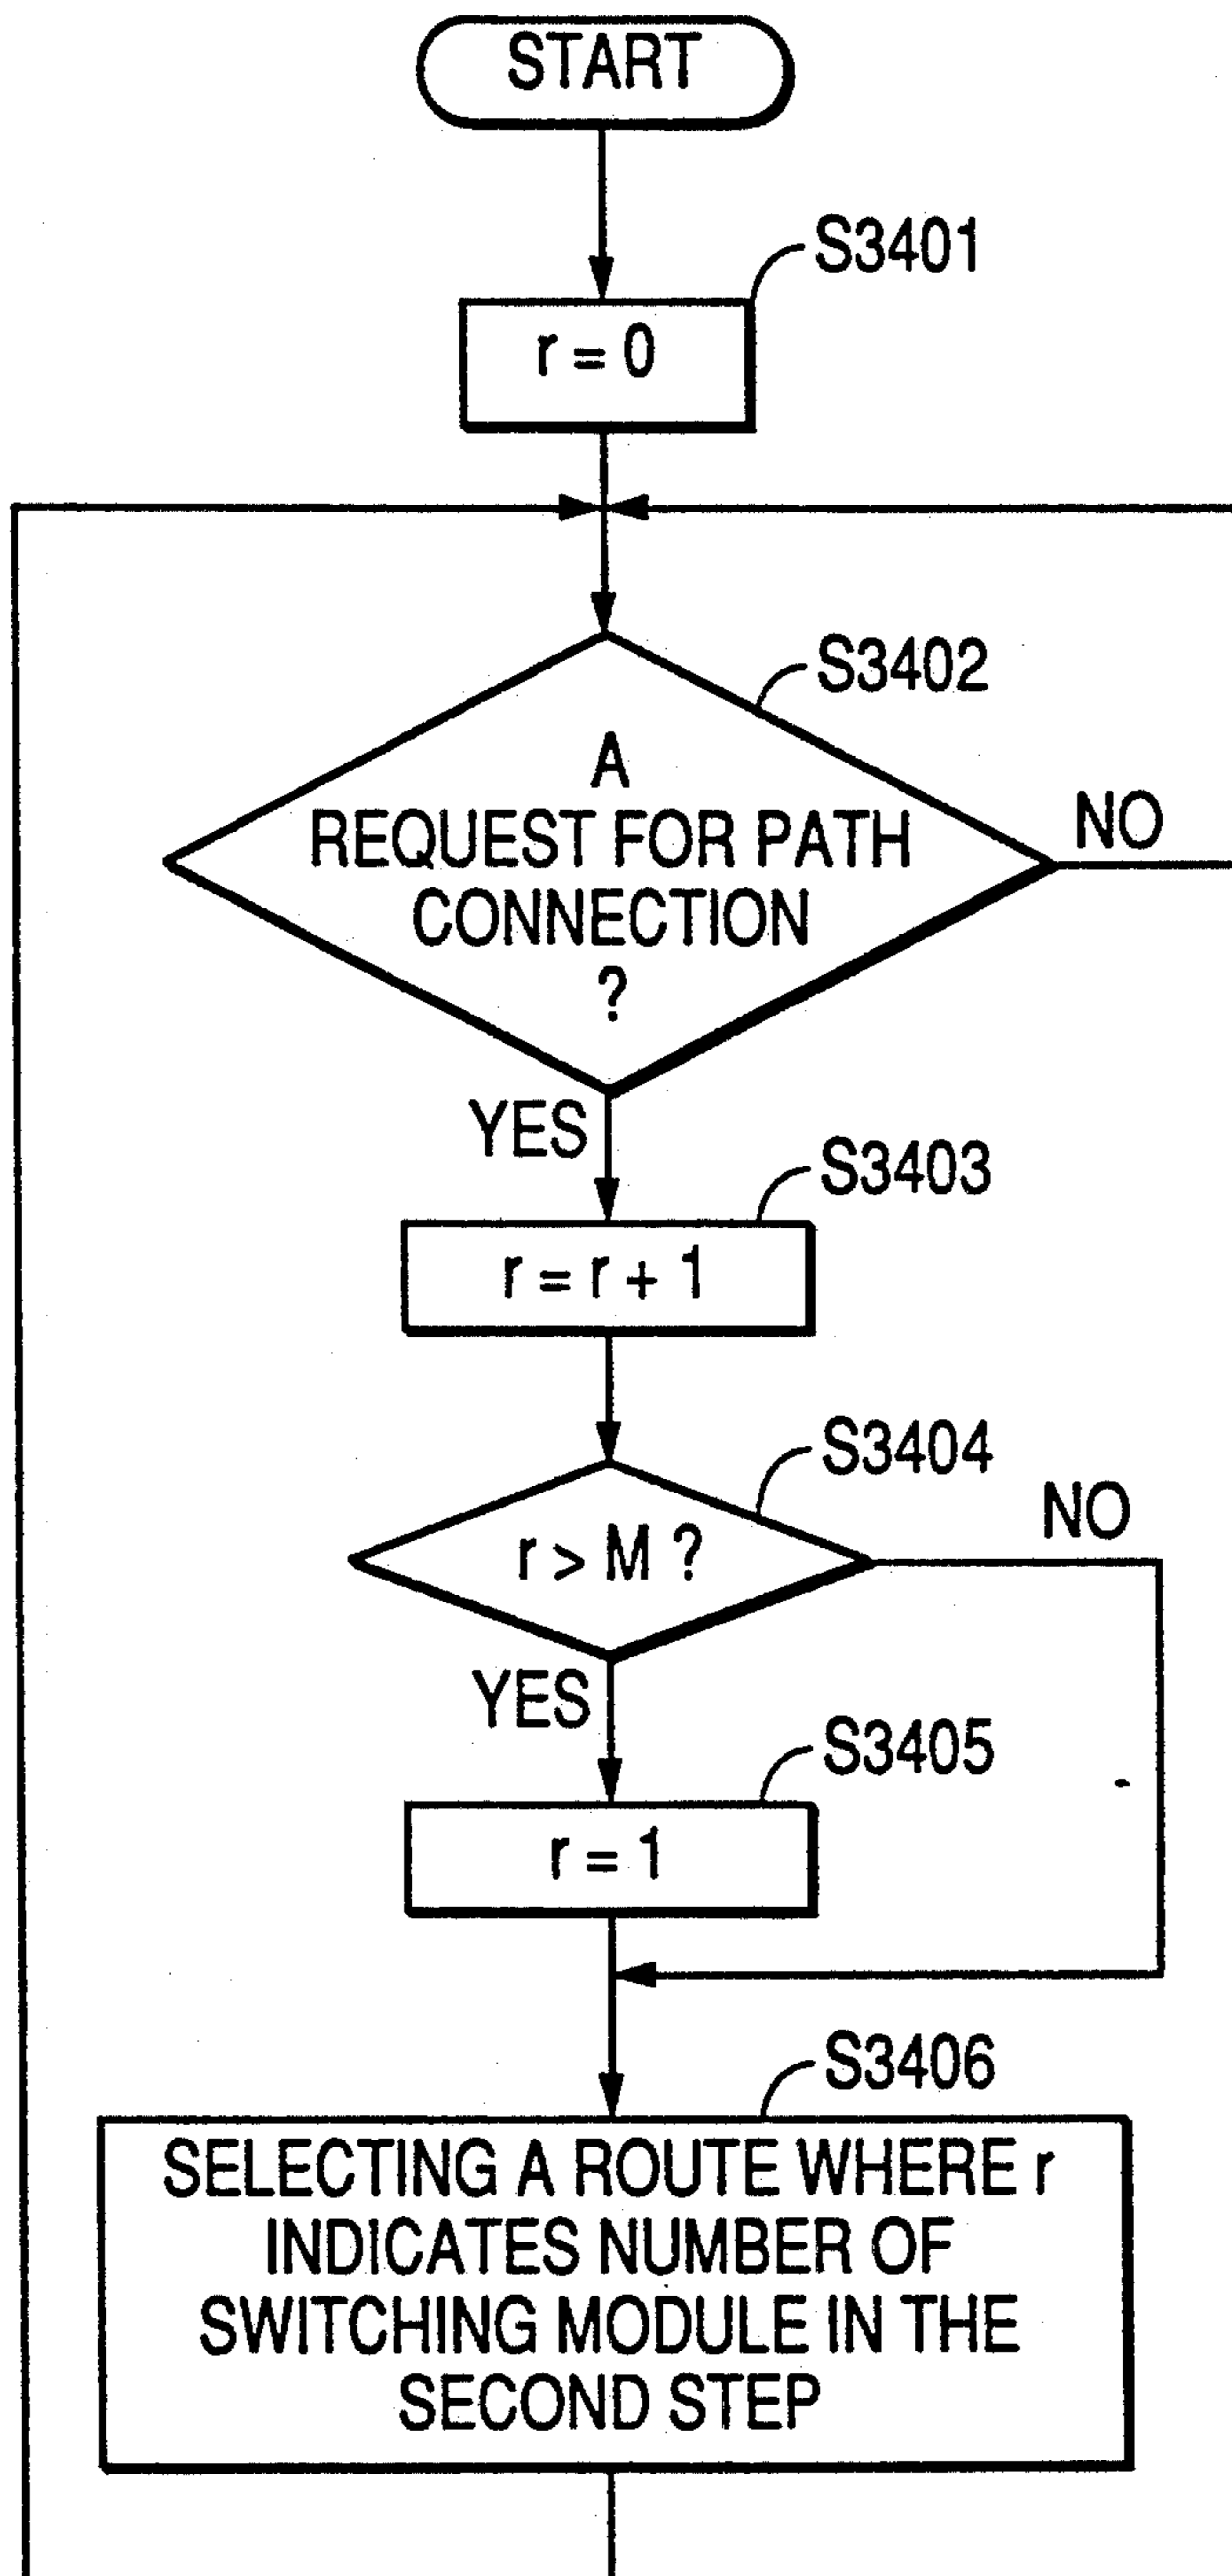 START
S3401
r = 0
S3402
A
REQUEST FOR PATH
CONNECTION
?
NO
YES
S3403
r = r + 1
S3404
r > M ?
NO
YES
S3405
r = 1
S3406
SELECTING A ROUTE WHERE r
INDICATES NUMBER OF
SWITCHING MODULE IN THE
SECOND STEP